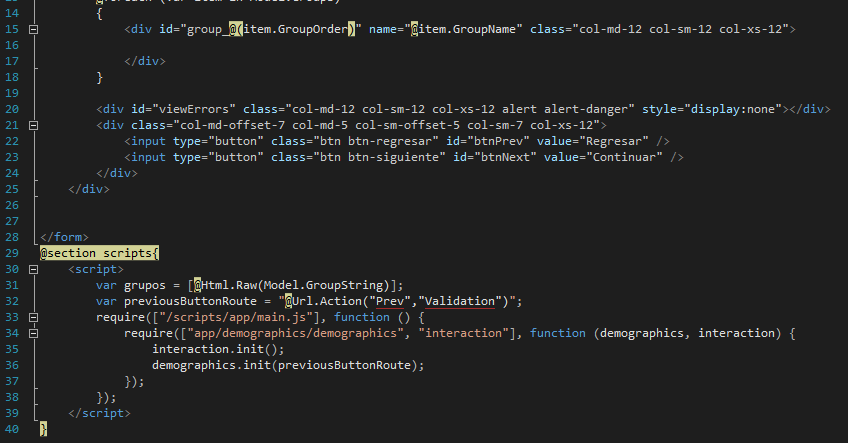 14 {
15 <div id="group_@(item.GroupOrder)" name="@item.GroupName" class="col-md-12 col-sm-12 col-xs-12">
16
17 </div>
18 }
19
20 <div id="viewErrors" class="col-md-12 col-sm-12 col-xs-12 alert alert-danger" style="display:none"></div>
21 <div class="col-md-offset-7 col-md-5 col-sm-offset-5 col-sm-7 col-xs-12">
22 <input type="button" class="btn btn-regresar" id="btnPrev" value="Regresar" />
23 <input type="button" class="btn btn-siguiente" id="btnNext" value="Continuar" />
24 </div>
25 </div>
26
27
28 </form>
29 @section scripts{
30 <script>
31 var grupos = [@Html.Raw(Model.GroupString)];
32 var previousButtonRoute = "@Url.Action("Prev","Validation")";
33 require(["/scripts/app/main.js"], function () {
34 require(["app/demographics/demographics", "interaction"], function (demographics, interaction) {
35 interaction.init();
36 demographics.init(previousButtonRoute);
37 });
38 });
39 </script>
40 }